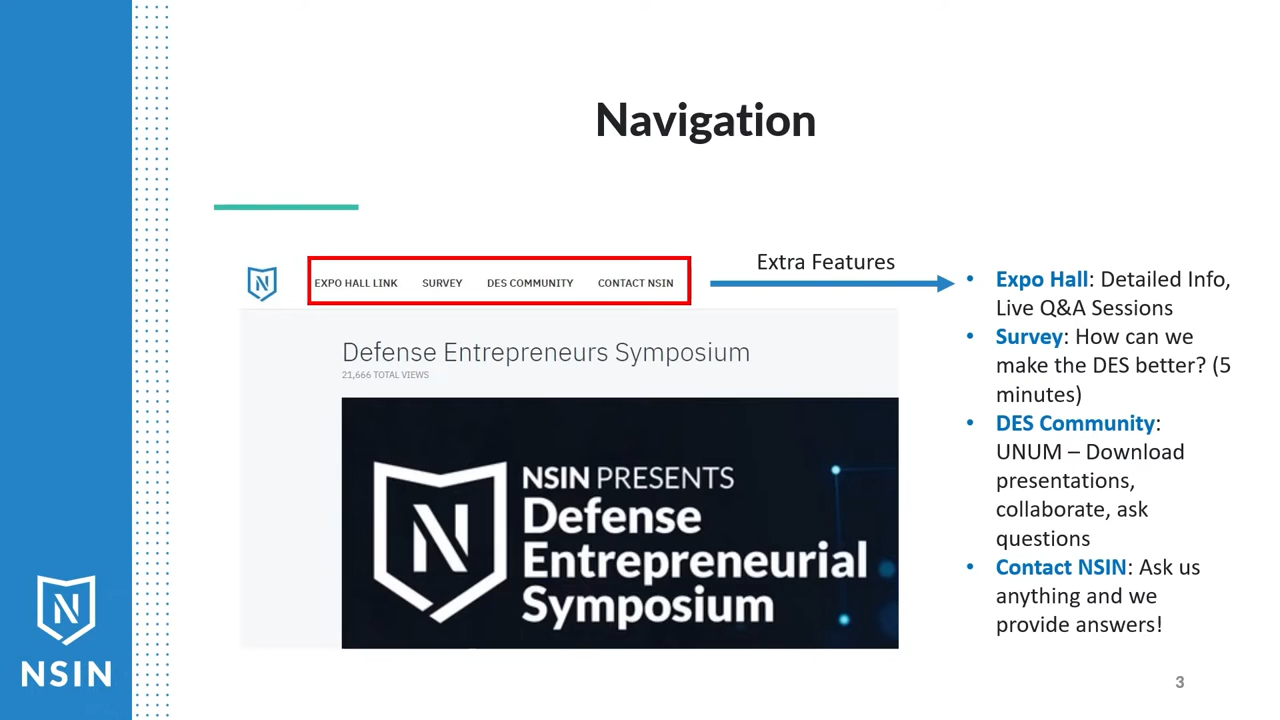 Navigation
EXPO HALL LINK SURVEY DES COMMUNITY CONTACT NSIN
Defense Entrepreneurs Symposium
21,666 TOTAL VIEWS
NSIN PRESENTS
Defense
Entrepreneurial
Symposium
Extra Features
• Expo Hall: Detailed Info,
Live Q&A Sessions
• Survey: How can we
make the DES better? (5
minutes)
• DES Community:
UNUM – Download
presentations,
collaborate, ask
questions
• Contact NSIN: Ask us
anything and we
provide answers!
NSIN
3